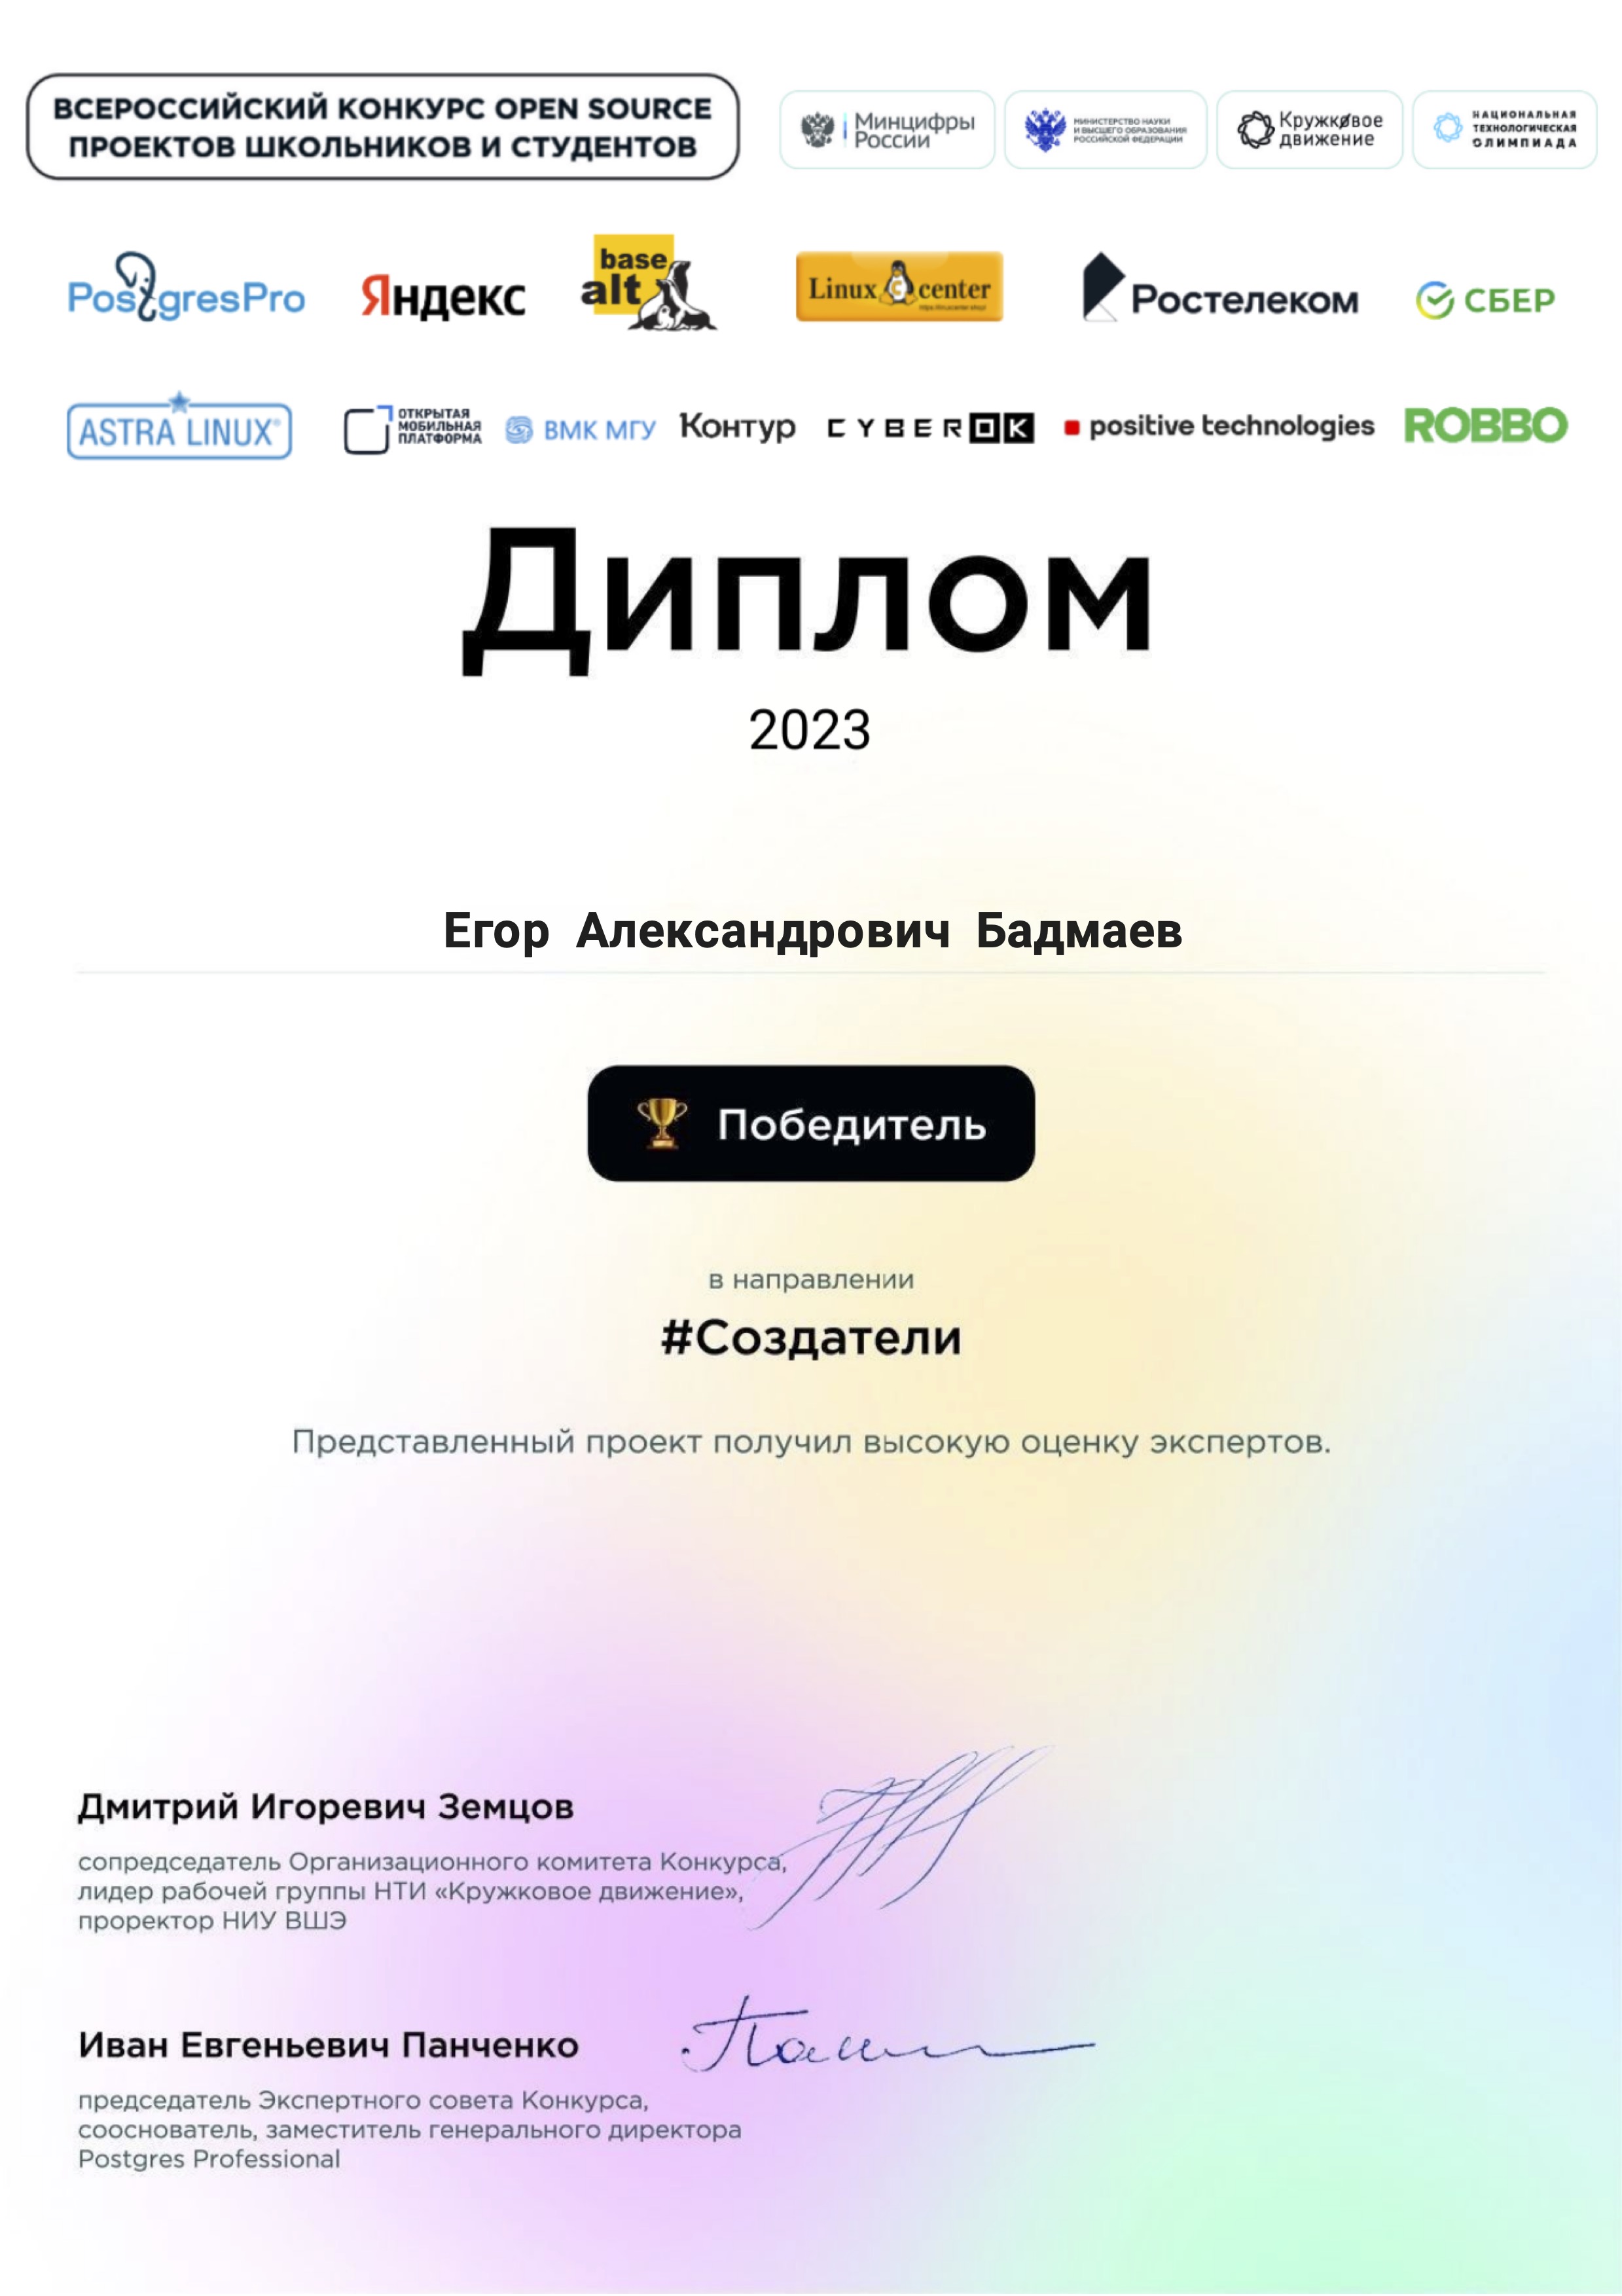 ВСЕРОССИЙСКИЙ КОНКУРС OPEN SOURCE
ПРОЕКТОВ ШКОЛЬНИКОВ И СТУДЕНТОВ
Минцифры
России
МИНИСТЕРСТВО НАУКИ
И ВЫСШЕГО ОБРАЗОВАНИЯ
РОССИЙСКОЙ ФЕДЕРАЦИИ
Кружковое
движение
НАЦИОНАЛЬНАЯ
ТЕХНОЛОГИЧЕСКАЯ
ОЛИМПИАДА
PostgresPro
Яндекс
base
alt
Linux center
Ростелеком
СБЕР
ASTRA LINUX®
ОТКРЫТАЯ
МОБИЛЬНАЯ
ПЛАТФОРМА
ВМК МГУ
Контур
CYBEROK
positive technologies
ROBBO
Диплом
2023
Егор Александрович Бадмаев
Победитель
в направлении
#Создатели
Представленный проект получил высокую оценку экспертов.
Дмитрий Игоревич Земцов
сопредседатель Организационного комитета Конкурса,
лидер рабочей группы НТИ «Кружковое движение»,
проректор НИУ ВШЭ
Иван Евгеньевич Панченко
председатель Экспертного совета Конкурса,
сооснователь, заместитель генерального директора
Postgres Professional